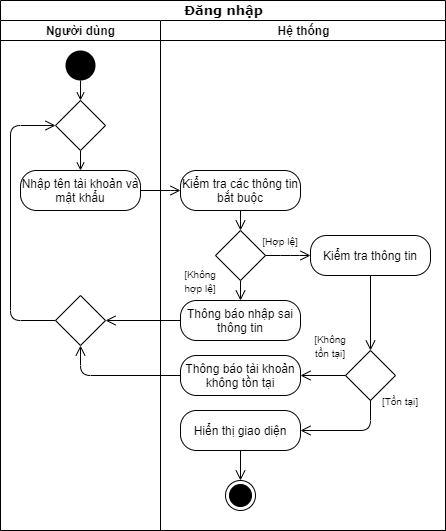 Đăng nhập
Người dùng
Hệ thống
Nhập tên tài khoản và
mật khẩu
Kiểm tra các thông tin
bắt buộc
[Hợp lệ]
Kiểm tra thông tin
[Không
hợp lệ]
Thông báo nhập sai
thông tin
[Không
tồn tại]
Thông báo tài khoản
không tồn tại
[Tồn tại]
Hiển thị giao diện